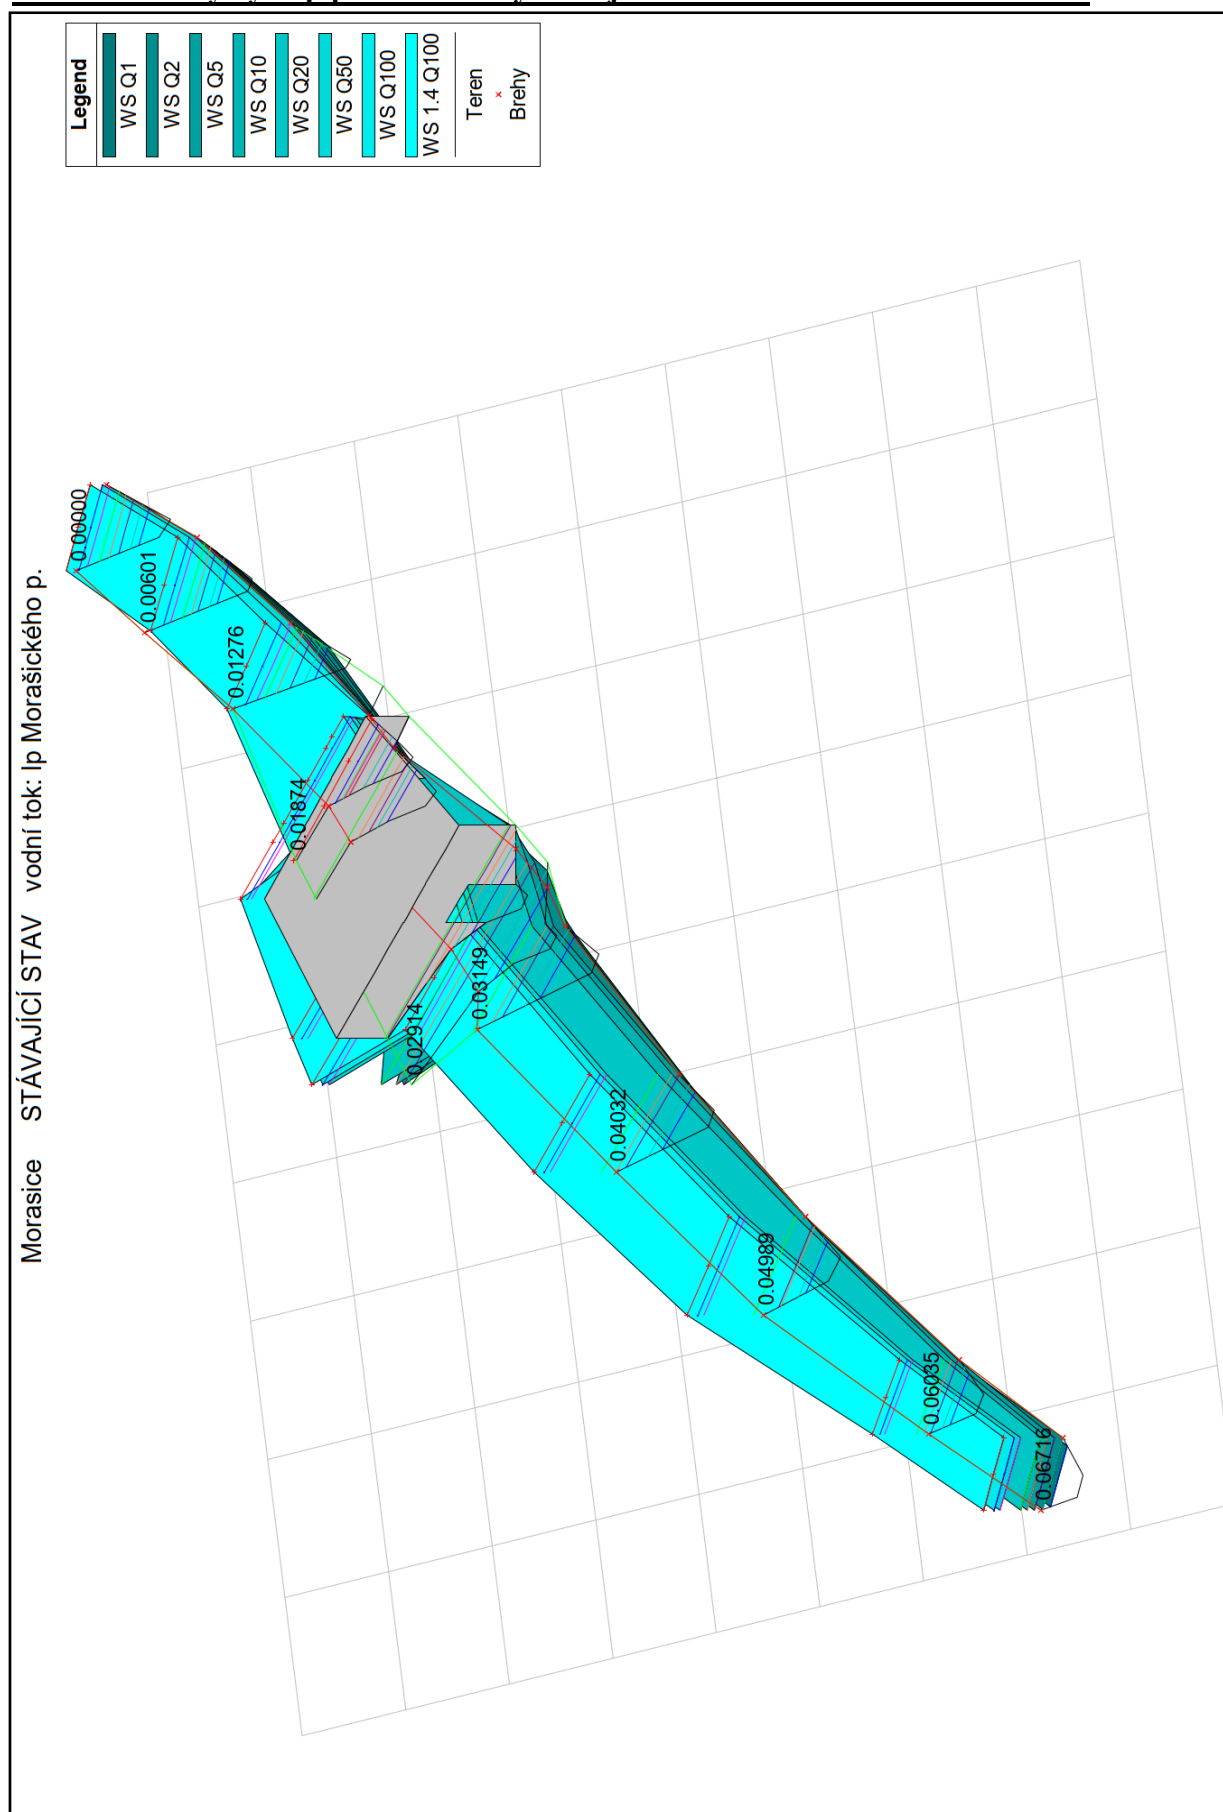 Morasice STÁVAJÍCÍ STAV vodní tok: lp Morašického p.
Legend
WS Q1
WS Q2
WS Q5
WS Q10
WS Q20
WS Q50
WS Q100
WS 1.4 Q100
Teren
Brehy
0.00000
0.00601
0.01276
0.01874
0.02914
0.03149
0.04032
0.04989
0.06035
0.06716